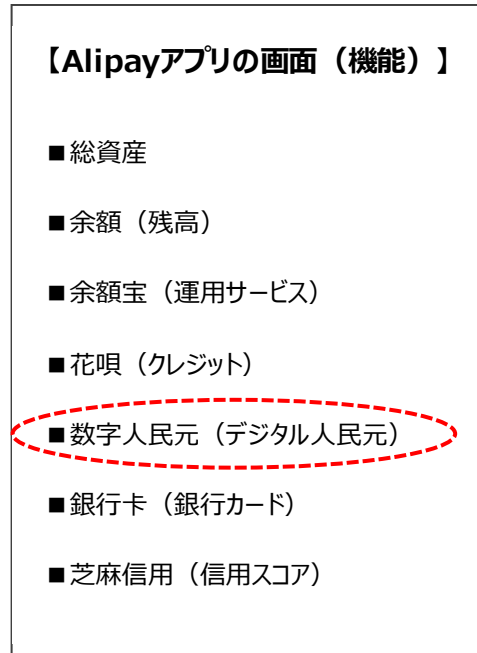 【Alipayアプリの画面（機能）】
■総資産
■余額（残高）
■余額宝（運用サービス）
■花唄（クレジット）
■数字人民元（デジタル人民元）
■銀行卡（銀行カード）
■芝麻信用（信用スコア）